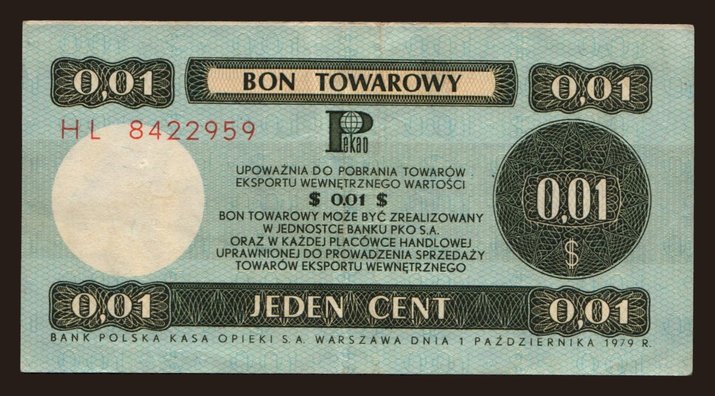 0,01 BON TOWAROWY 0,01
HL 8422959
Pekao
UPOWAŻNIA DO POBRANIA TOWARÓW
EKSPORTU WEWNĘTRZNEGO WARTOŚCI
$ 0,01 $
BON TOWAROWY MOŻE BYĆ ZREALIZOWANY
W JEDNOSTCE BANKU PKO S.A.
ORAZ W KAŻDEJ PLACÓWCE HANDLOWEJ
UPRAWNIONEJ DO PROWADZENIA SPRZEDAŻY
TOWARÓW EKSPORTU WEWNĘTRZNEGO
0,01
$
0,01 JEDEN CENT 0,01
BANK POLSKA KASA OPIEKI S.A. WARSZAWA DNIA 1 PAŹDZIERNIKA 1979 R.